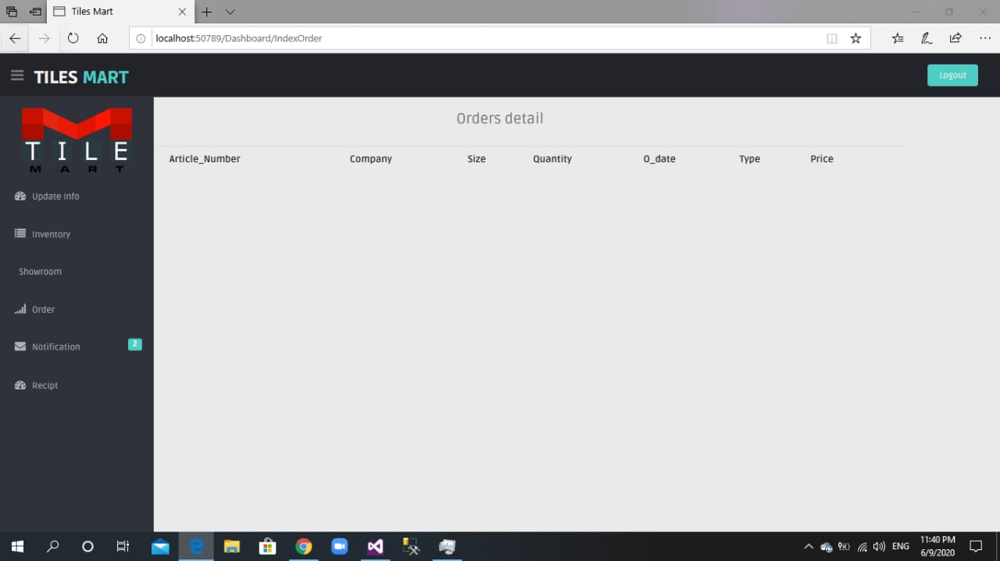 Tiles Mart
localhost:50789/Dashboard/IndexOrder
TILES MART
Logout
TILE
MART
Orders detail
Article_Number Company Size Quantity O_date Type Price
Update Info
Inventory
Showroom
Order
Notification 2
Recipt
ENG
11:40 PM
6/9/2020